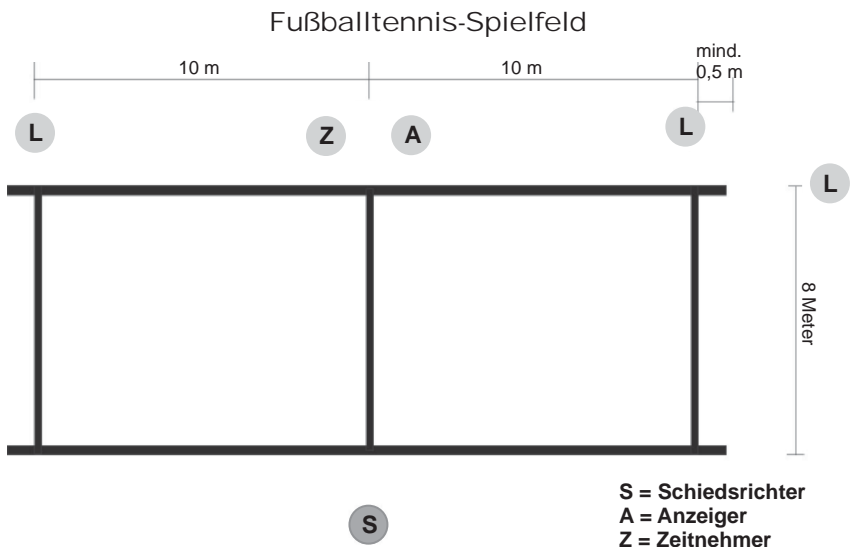 Fußballtennis-Spielfeld
10 m
10 m
mind.
0,5 m
L
Z
A
L
L
8 Meter
S
S = Schiedsrichter
A = Anzeiger
Z = Zeitnehmer